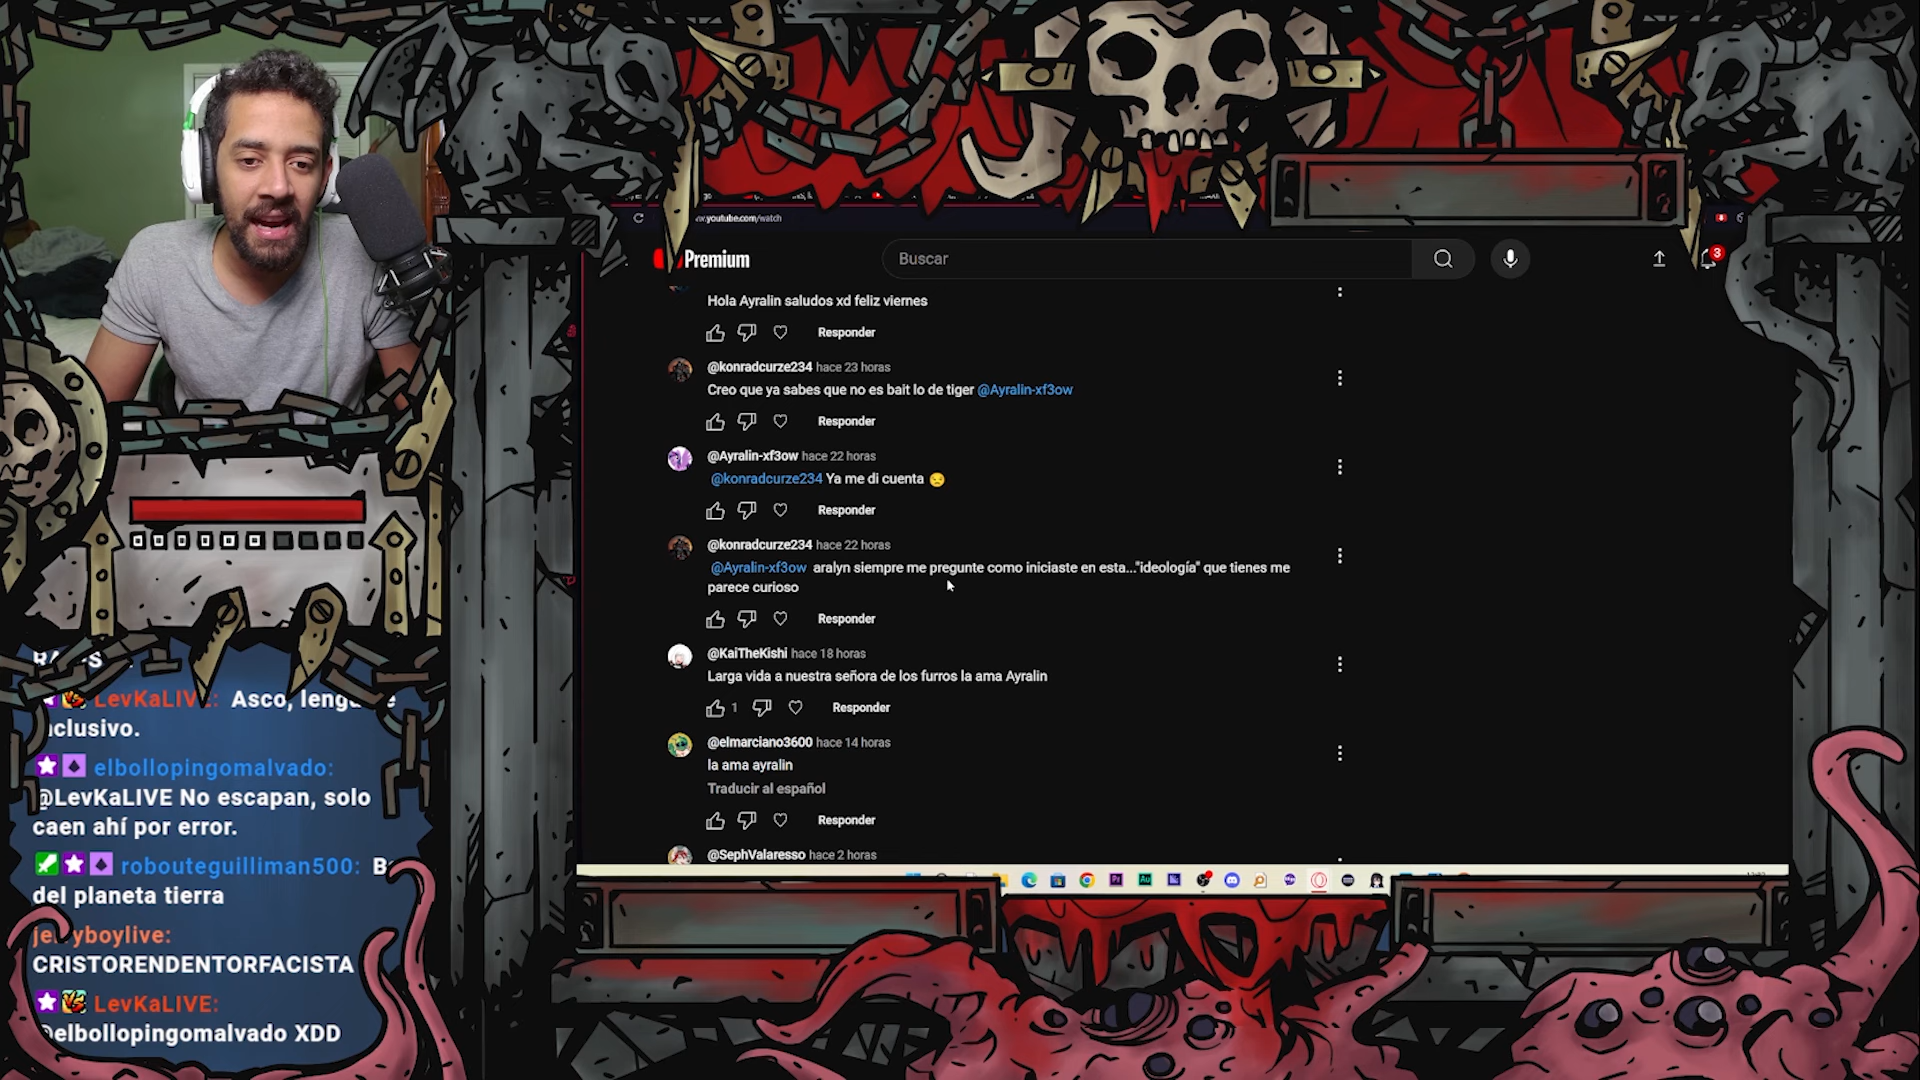 w.youtube.com/watch
Premium
Buscar
3
Hola Ayralin saludos xd feliz viernes
Responder
@konradcurze234 hace 23 horas
Creo que ya sabes que no es bait lo de tiger @Ayralin-xf3ow
Responder
@Ayralin-xf3ow hace 22 horas
@konradcurze234 Ya me di cuenta 😒
Responder
@konradcurze234 hace 22 horas
@Ayralin-xf3ow aralyn siempre me pregunte como iniciaste en esta..."ideología" que tienes me
parece curioso
Responder
@KaiTheKishi hace 18 horas
Larga vida a nuestra señora de los furros la ama Ayralin
1 Responder
@elmarciano3600 hace 14 horas
la ama ayralin
Traducir al español
Responder
@SephValaresso hace 2 horas
LevKaLIVE: Asco,
elbollopingomalvado:
@LevKaLIVE No escapan, solo
caen ahí por error.
robouteguilliman500:
del planeta tierra
CRISTORENDENTORFACISTA
LevKaLIVE:
@elbollopingomalvado XDD